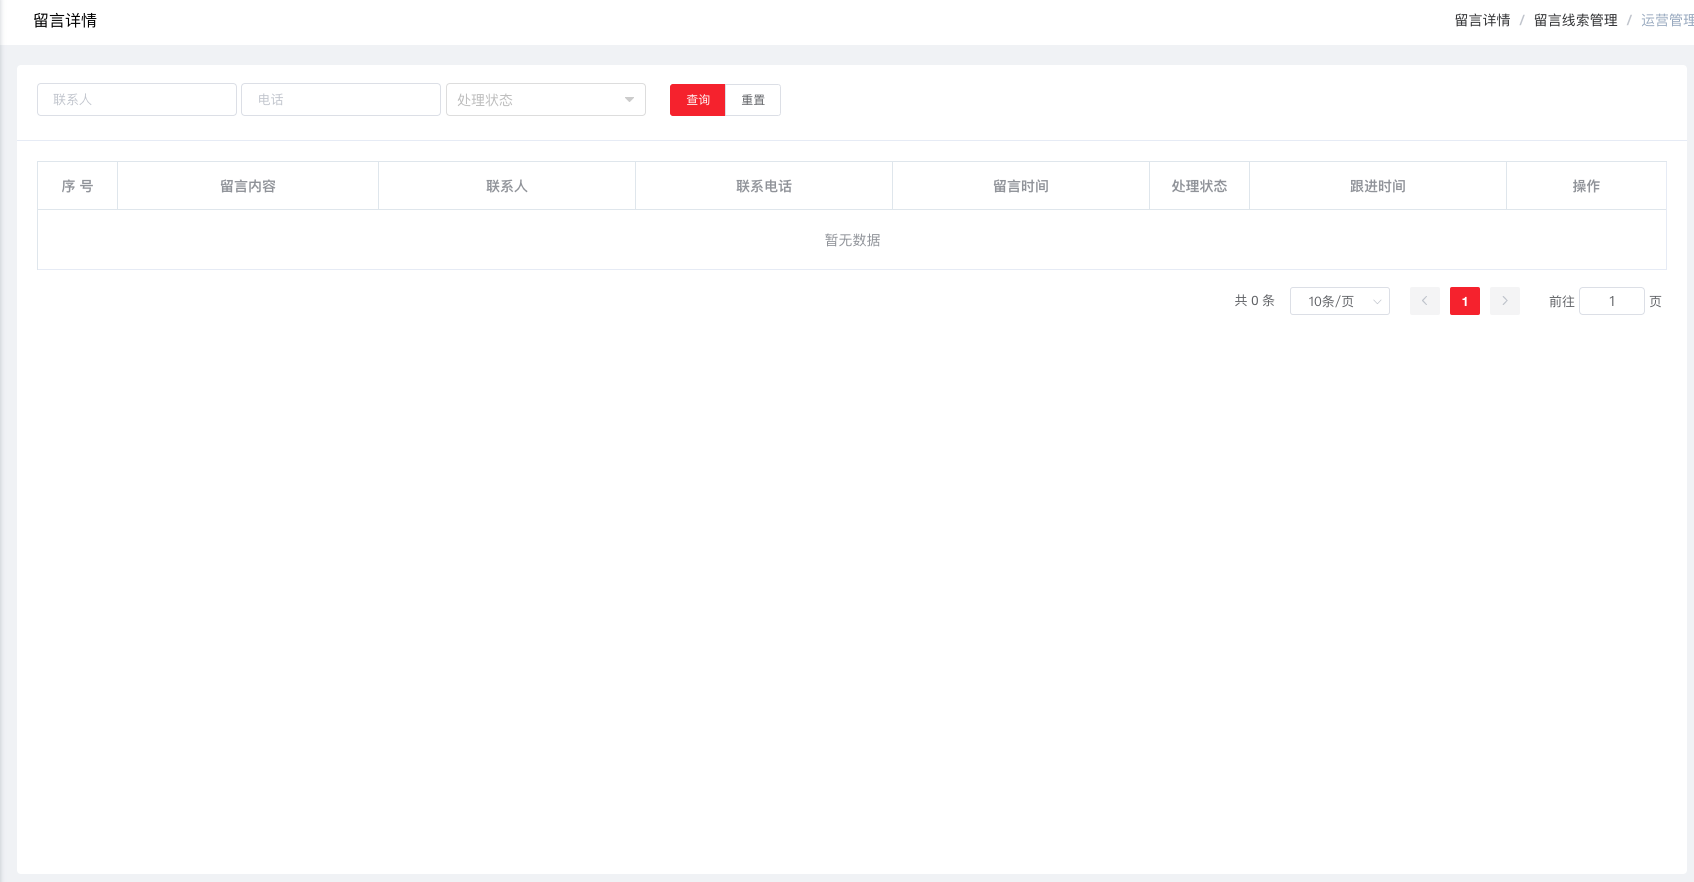 留言详情
留言详情 / 留言线索管理 / 运营管理
联系人 电话 处理状态 查询 重置
序 号 留言内容 联系人 联系电话 留言时间 处理状态 跟进时间 操作
暂无数据
共 0 条 10条/页 1 前往 1 页